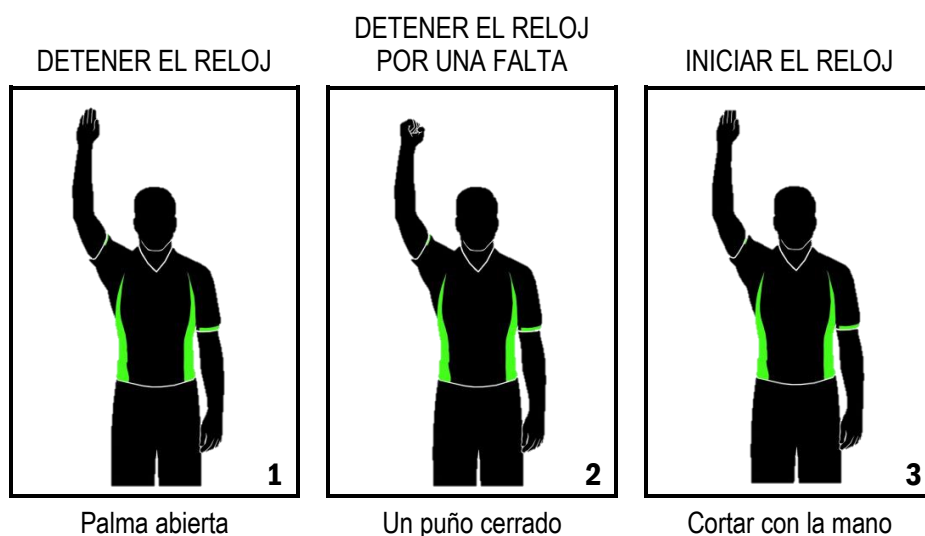 DETENER EL RELOJ
DETENER EL RELOJ
POR UNA FALTA
INICIAR EL RELOJ
1
2
3
Palma abierta
Un puño cerrado
Cortar con la mano